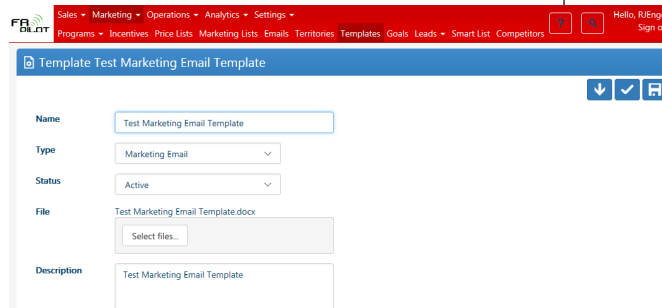 Sales Marketing Operations Analytics Settings
? Hello, RJEng
FA PILOT
Programs Incentives Price Lists Marketing Lists Emails Territories Templates Goals Leads Smart List Competitors
Sign o
Template Test Marketing Email Template
Name Test Marketing Email Template
Type Marketing Email
Status Active
File Test Marketing Email Template.docx
Select files...
Description Test Marketing Email Template